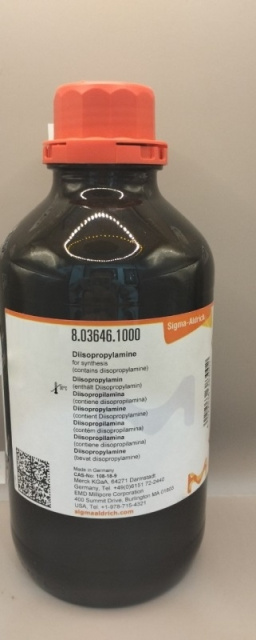 8.03646.1000
Sigma-Aldrich
Diisopropylamine
for synthesis
(contains diisopropylamine)
Diisopropylamin
(enthält Diisopropylamin)
Diisopropilamina
(contiene diisopropilamina)
Diisopropylamine
(contient Diisopropylamine)
Diisopropilamina
(contém diisopropilamina)
Diisopropilamina
(contiene diisopropilamina)
Diisopropylamine
(bevat diisopropylamine)
Made in Germany
CAS-No: 108-18-9
Merck KGaA, 64271 Darmstadt
Germany, Tel. +49(0)6151 72-2440
EMD Millipore Corporation
400 Summit Drive, Burlington MA 01803
USA, Tel. +1-978-715-4321
sigmaaldrich.com